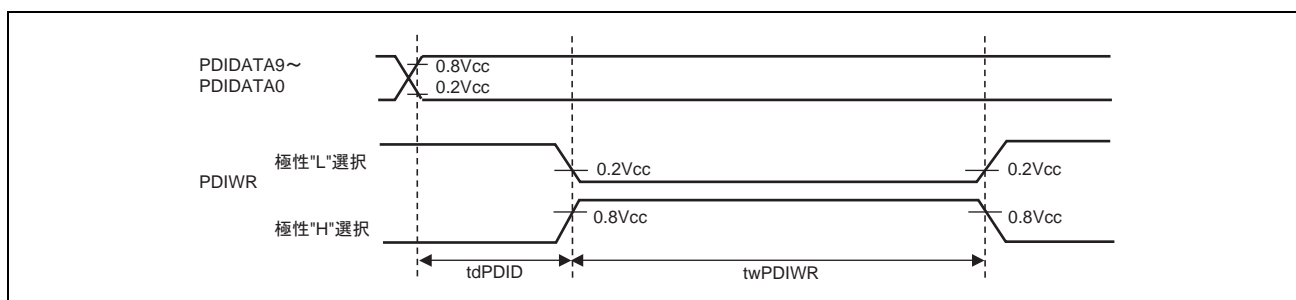 PDIDATA9～
PDIDATA0
0.8Vcc
0.2Vcc
PDIWR
極性"L"選択
0.2Vcc
0.2Vcc
極性"H"選択
0.8Vcc
0.8Vcc
tdPDID
twPDIWR